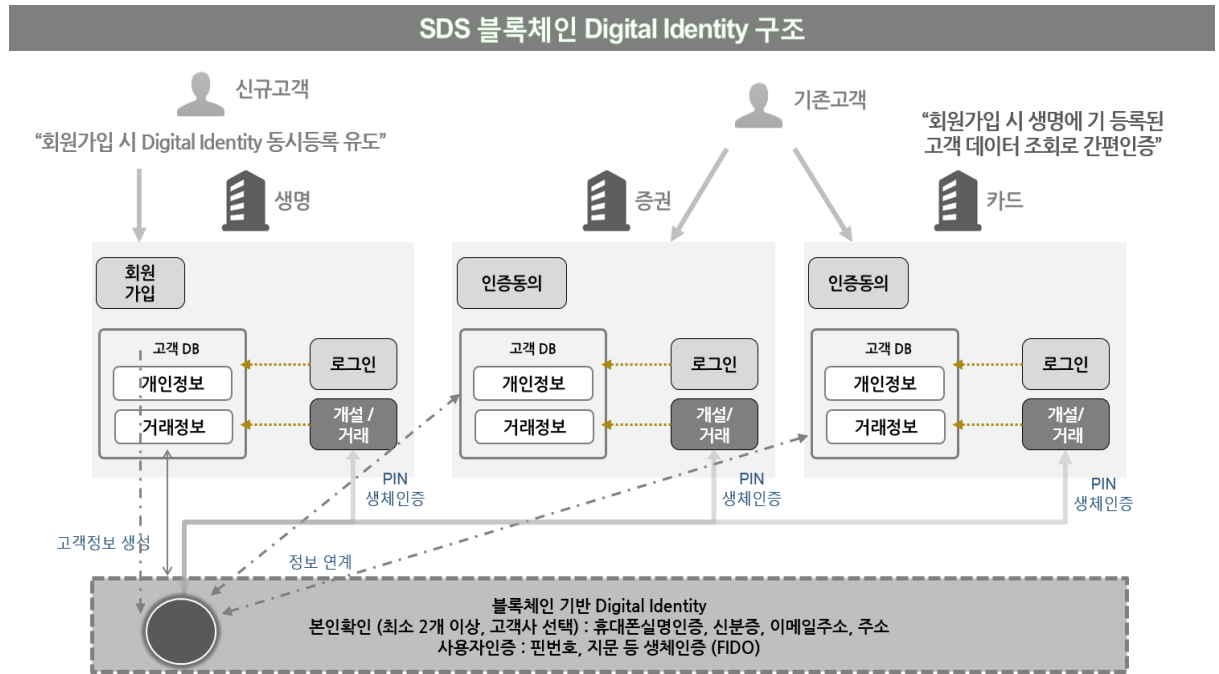 SDS 블록체인 Digital Identity 구조
신규고객
기존고객
“회원가입 시 Digital Identity 동시등록 유도”
“회원가입 시 생명에 기 등록된
고객 데이터 조회로 간편인증”
생명
증권
카드
회원
가입
고객 DB
개인정보
거래정보
로그인
개설 /
거래
인증동의
고객 DB
개인정보
거래정보
로그인
개설/
거래
인증동의
고객 DB
개인정보
거래정보
로그인
개설/
거래
PIN
생체인증
PIN
생체인증
PIN
생체인증
고객정보 생성
정보 연계
블록체인 기반 Digital Identity
본인확인 (최소 2개 이상, 고객사 선택) : 휴대폰실명인증, 신분증, 이메일주소, 주소
사용자인증 : 핀번호, 지문 등 생체인증 (FIDO)